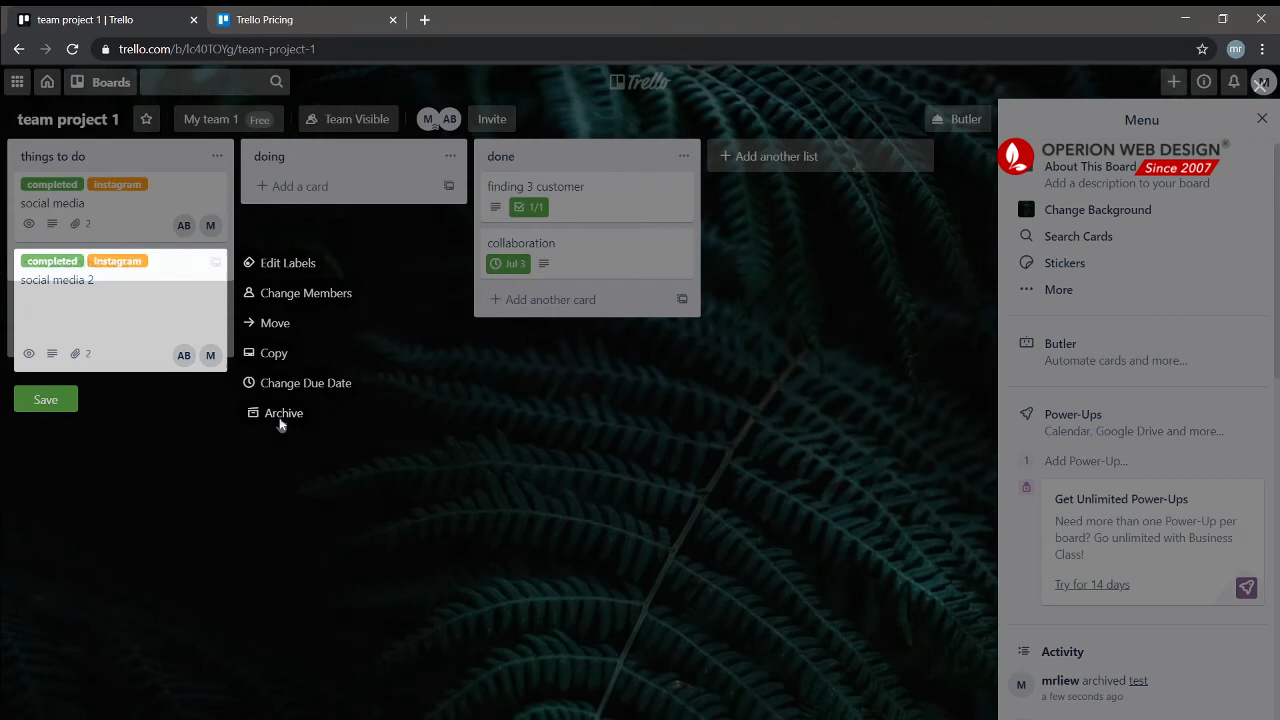 team project 1 | Trello
Trello Pricing
trello.com/b/lc40TOYg/team-project-1
mr
Boards
Trello
team project 1
My team 1 Free
Team Visible
M AB
Invite
Butler
Menu
things to do
completed instagram
social media
2
AB M
completed instagram
social media 2
2
AB M
Save
Edit Labels
Change Members
Move
Copy
Change Due Date
Archive
doing
+ Add a card
done
finding 3 customer
1/1
collaboration
Jul 3
+ Add another card
+ Add another list
OPERION WEB DESIGN®
Since 2007
About This Board
Add a description to your board
Change Background
Search Cards
Stickers
More
Butler
Automate cards and more...
Power-Ups
Calendar, Google Drive and more...
1 Add Power-Up...
Get Unlimited Power-Ups
Need more than one Power-Up per
board? Go unlimited with Business
Class!
Try for 14 days
Activity
M mrliew archived test
a few seconds ago